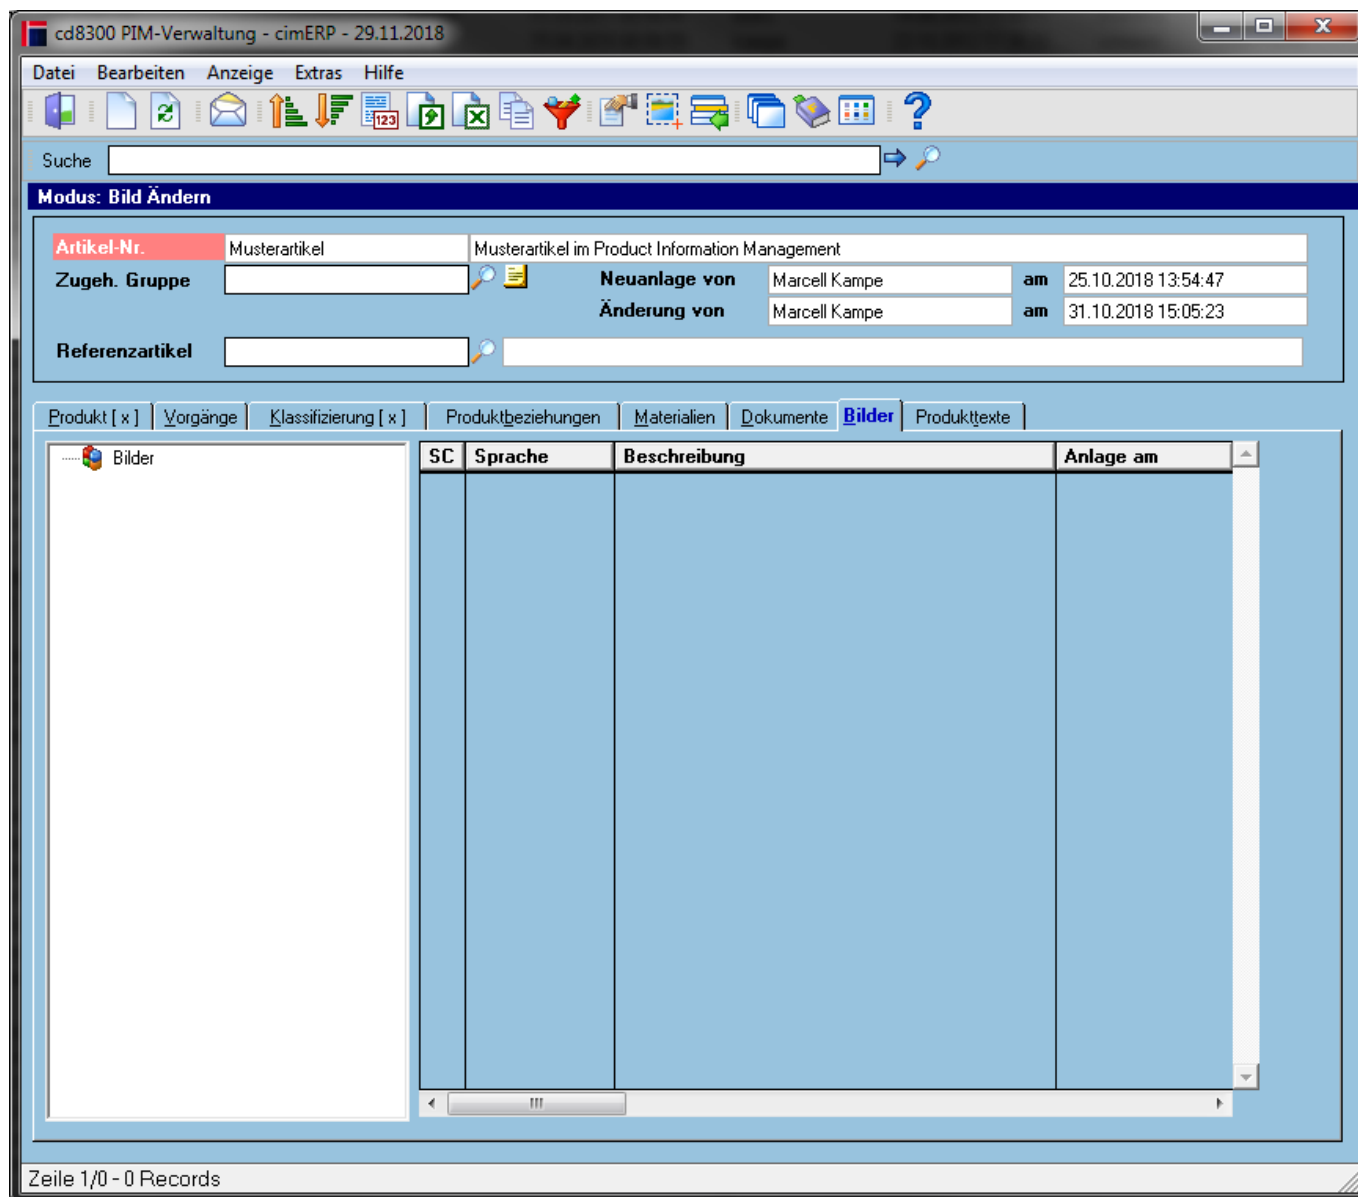 cd8300 PIM-Verwaltung - cimERP - 29.11.2018
Datei Bearbeiten Anzeige Extras Hilfe
123
Suche
Modus: Bild Ändern
Artikel-Nr. Musterartikel Musterartikel im Product Information Management
Zugeh. Gruppe Neuanlage von Marcell Kampe am 25.10.2018 13:54:47
Änderung von Marcell Kampe am 31.10.2018 15:05:23
Referenzartikel
Produkt [ x ] Vorgänge Klassifizierung [ x ] Produktbeziehungen Materialien Dokumente Bilder Produkttexte
Bilder SC Sprache Beschreibung Anlage am
Zeile 1/0 - 0 Records